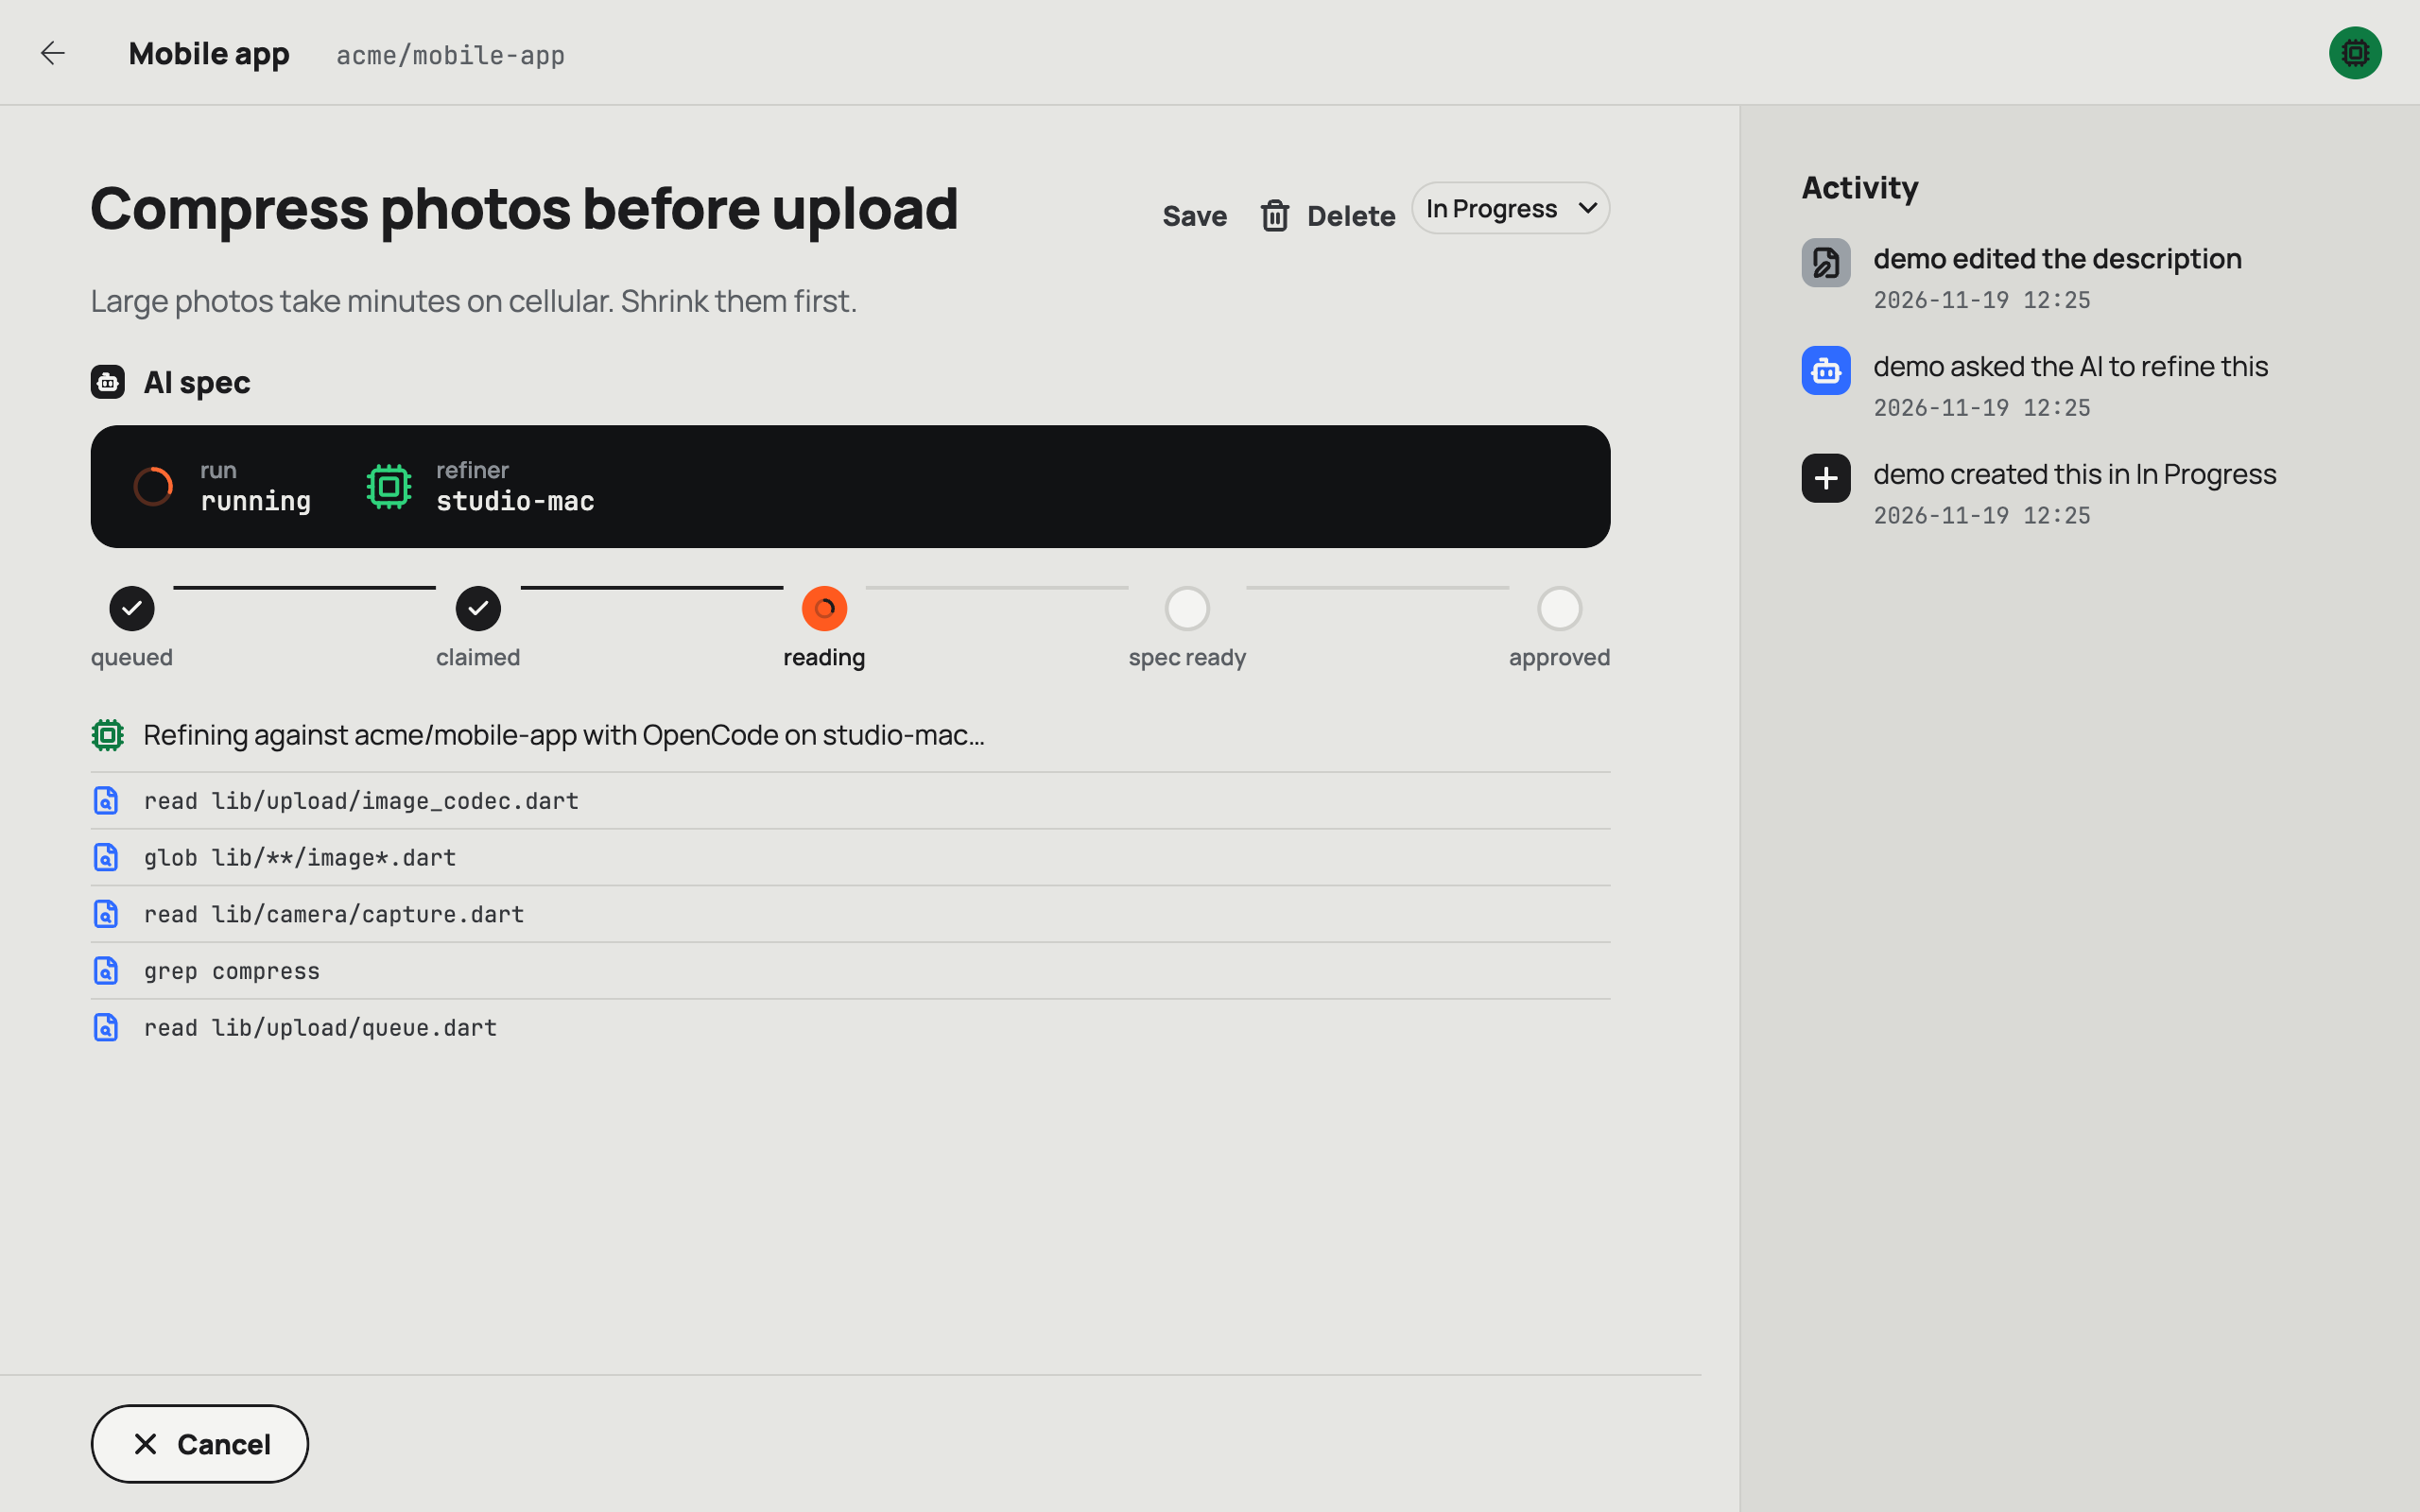 Mobile app
acme/mobile-app
Compress photos before upload
Save
Delete
In Progress
Large photos take minutes on cellular. Shrink them first.
AI spec
run
running
refiner
studio-mac
queued
claimed
reading
spec ready
approved
Refining against acme/mobile-app with OpenCode on studio-mac...
read lib/upload/image_codec.dart
glob lib/**/image*.dart
read lib/camera/capture.dart
grep compress
read lib/upload/queue.dart
Cancel
Activity
demo edited the description
2026-11-19 12:25
demo asked the AI to refine this
2026-11-19 12:25
demo created this in In Progress
2026-11-19 12:25